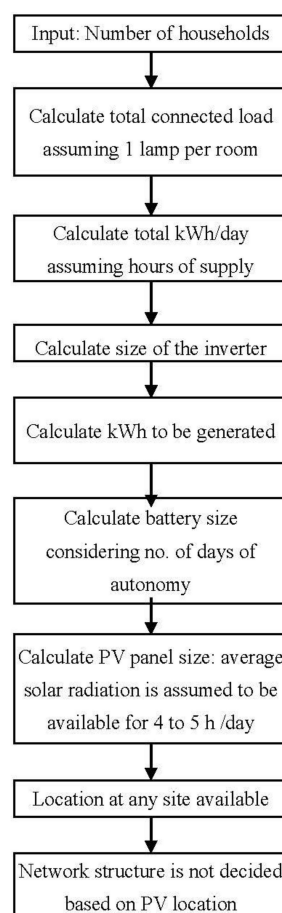 Input: Number of households
Calculate total connected load
assuming 1 lamp per room
Calculate total kWh/day
assuming hours of supply
Calculate size of the inverter
Calculate kWh to be generated
Calculate battery size
considering no. of days of
autonomy
Calculate PV panel size: average
solar radiation is assumed to be
available for 4 to 5 h /day
Location at any site available
Network structure is not decided
based on PV location